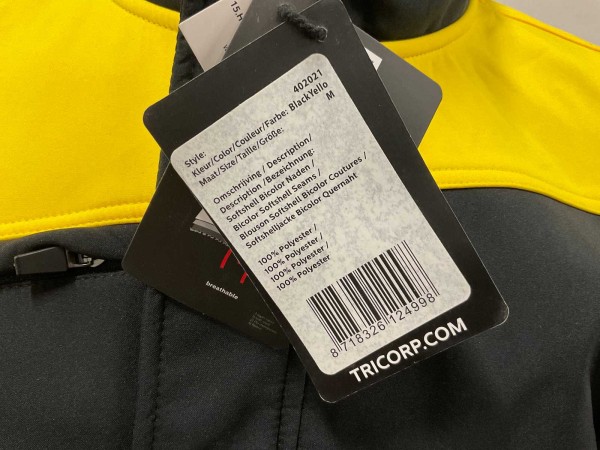 15.H
Style: 402021
Kleur/Color/Couleur/Farbe: BlackYello
Maat/Size/Taille/Größe: M
Omschrijving / Description/
Description /Bezeichnung:
Softshell Bicolor Naden /
Bicolor Softshell Seams /
Blouson Softshell Bicolor Coutures /
Softshelljacke Bicolor Quernaht
100% Polyester /
100% Polyester /
100% Polyester /
100% Polyester
8 718326 124998
TRICORP.COM
breathable